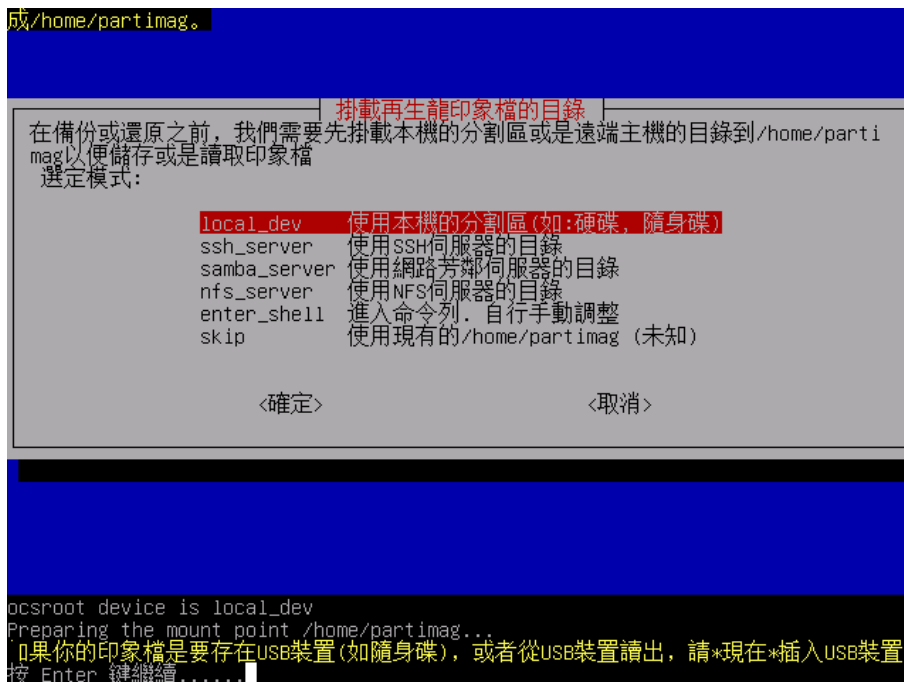 成/home/partimag。
掛載再生龍印象檔的目錄
在備份或還原之前, 我們需要先掛載本機的分割區或是遠端主機的目錄到/home/parti
mag以便儲存或是讀取印象檔
選定模式:
local_dev 使用本機的分割區(如:硬碟, 隨身碟)
ssh_server 使用SSH伺服器的目錄
samba_server 使用網路芳鄰伺服器的目錄
nfs_server 使用NFS伺服器的目錄
enter_shell 進入命令列. 自行手動調整
skip 使用現有的/home/partimag (未知)
<確定> <取消>
ocsroot device is local_dev
Preparing the mount point /home/partimag...
如果你的印象檔是要存在USB裝置(如隨身碟), 或者從USB裝置讀出, 請*現在*插入USB裝置
按 Enter 鍵繼續......